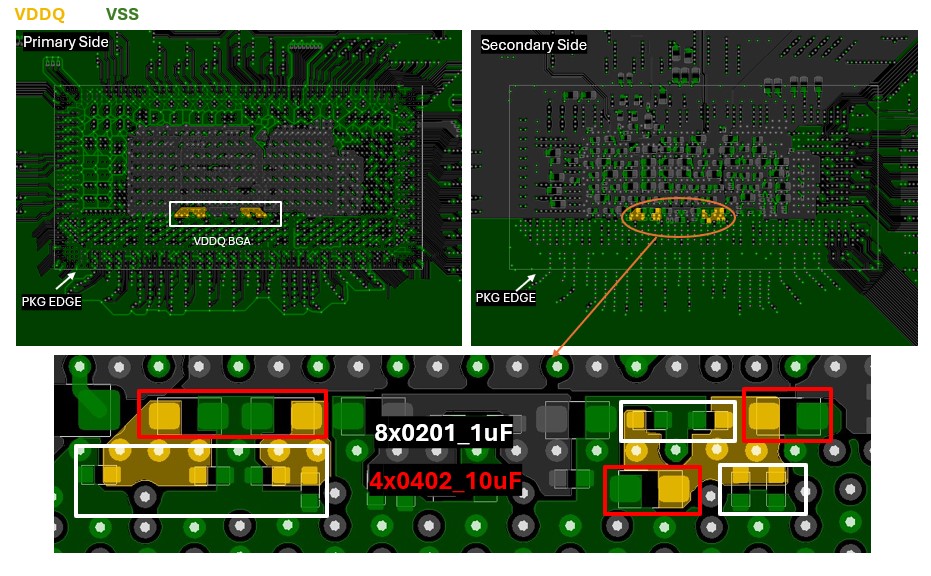 VDDQ VSS
Primary Side
Secondary Side
VDDQ BGA
PKG EDGE
PKG EDGE
8x0201_1uF
4x0402_10uF